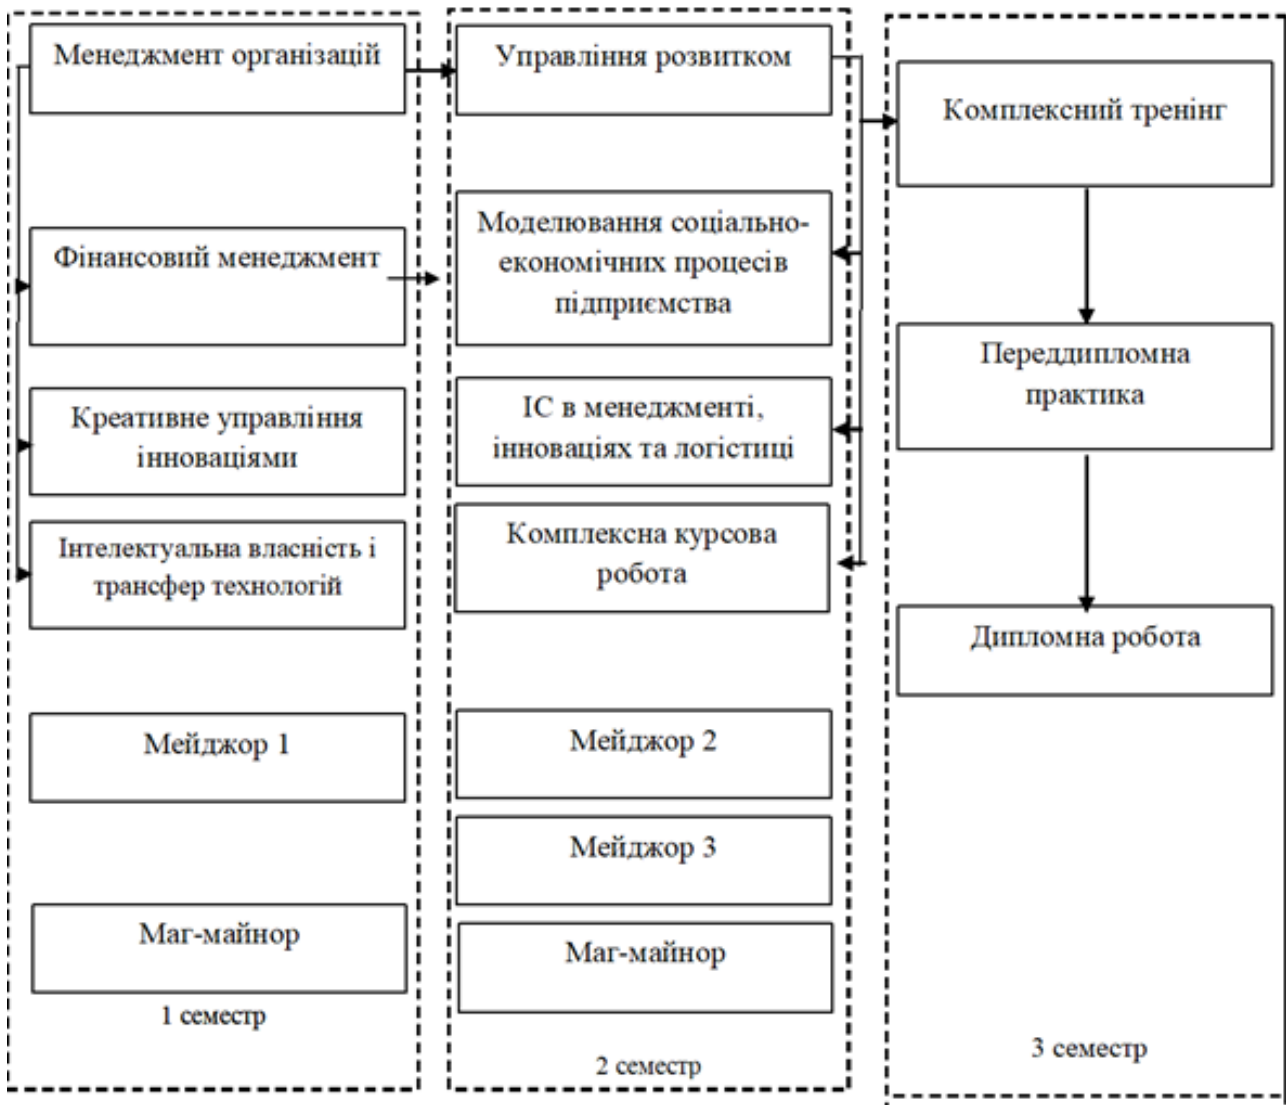 Менеджмент організацій
Фінансовий менеджмент
Креативне управління
інноваціями
Інтелектуальна власність і
трансфер технологій
Мейджор 1
Маг-майнор
1 семестр
Управління розвитком
Моделювання соціально-
економічних процесів
підприємства
ІС в менеджменті,
інноваціях та логістиці
Комплексна курсова
робота
Мейджор 2
Мейджор 3
Маг-майнор
2 семестр
Комплексний тренінг
Переддипломна
практика
Дипломна робота
3 семестр